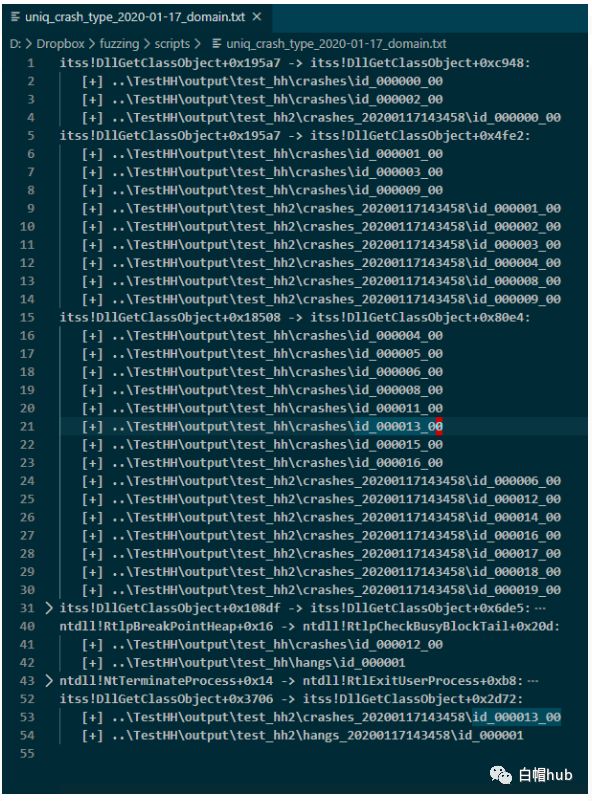 uniq_crash_type_2020-01-17_domain.txt ×
D: > Dropbox > fuzzing > scripts > uniq_crash_type_2020-01-17_domain.txt
1 itss!DllGetClassObject+0x195a7 -> itss!DllGetClassObject+0xc948:
2 [+] ..\TestHH\output\test_hh\crashes\id_000000_00
3 [+] ..\TestHH\output\test_hh\crashes\id_000002_00
4 [+] ..\TestHH\output\test_hh2\crashes_20200117143458\id_000000_00
5 itss!DllGetClassObject+0x195a7 -> itss!DllGetClassObject+0x4fe2:
6 [+] ..\TestHH\output\test_hh\crashes\id_000001_00
7 [+] ..\TestHH\output\test_hh\crashes\id_000003_00
8 [+] ..\TestHH\output\test_hh\crashes\id_000009_00
9 [+] ..\TestHH\output\test_hh2\crashes_20200117143458\id_000001_00
10 [+] ..\TestHH\output\test_hh2\crashes_20200117143458\id_000002_00
11 [+] ..\TestHH\output\test_hh2\crashes_20200117143458\id_000003_00
12 [+] ..\TestHH\output\test_hh2\crashes_20200117143458\id_000004_00
13 [+] ..\TestHH\output\test_hh2\crashes_20200117143458\id_000008_00
14 [+] ..\TestHH\output\test_hh2\crashes_20200117143458\id_000009_00
15 itss!DllGetClassObject+0x18508 -> itss!DllGetClassObject+0x80e4:
16 [+] ..\TestHH\output\test_hh\crashes\id_000004_00
17 [+] ..\TestHH\output\test_hh\crashes\id_000005_00
18 [+] ..\TestHH\output\test_hh\crashes\id_000006_00
19 [+] ..\TestHH\output\test_hh\crashes\id_000008_00
20 [+] ..\TestHH\output\test_hh\crashes\id_000011_00
21 [+] ..\TestHH\output\test_hh\crashes\id_000013_00
22 [+] ..\TestHH\output\test_hh\crashes\id_000015_00
23 [+] ..\TestHH\output\test_hh\crashes\id_000016_00
24 [+] ..\TestHH\output\test_hh2\crashes_20200117143458\id_000006_00
25 [+] ..\TestHH\output\test_hh2\crashes_20200117143458\id_000012_00
26 [+] ..\TestHH\output\test_hh2\crashes_20200117143458\id_000014_00
27 [+] ..\TestHH\output\test_hh2\crashes_20200117143458\id_000016_00
28 [+] ..\TestHH\output\test_hh2\crashes_20200117143458\id_000017_00
29 [+] ..\TestHH\output\test_hh2\crashes_20200117143458\id_000018_00
30 [+] ..\TestHH\output\test_hh2\crashes_20200117143458\id_000019_00
31 > itss!DllGetClassObject+0x108df -> itss!DllGetClassObject+0x6de5: ···
40 ntdll!RtlpBreakPointHeap+0x16 -> ntdll!RtlpCheckBusyBlockTail+0x20d:
41 [+] ..\TestHH\output\test_hh\crashes\id_000012_00
42 [+] ..\TestHH\output\test_hh\hangs\id_000001
43 > ntdll!NtTerminateProcess+0x14 -> ntdll!RtlExitUserProcess+0xb8: ···
52 itss!DllGetClassObject+0x3706 -> itss!DllGetClassObject+0x2d72:
53 [+] ..\TestHH\output\test_hh2\crashes_20200117143458\id_000013_00
54 [+] ..\TestHH\output\test_hh2\hangs_20200117143458\id_000001
55
白帽hub